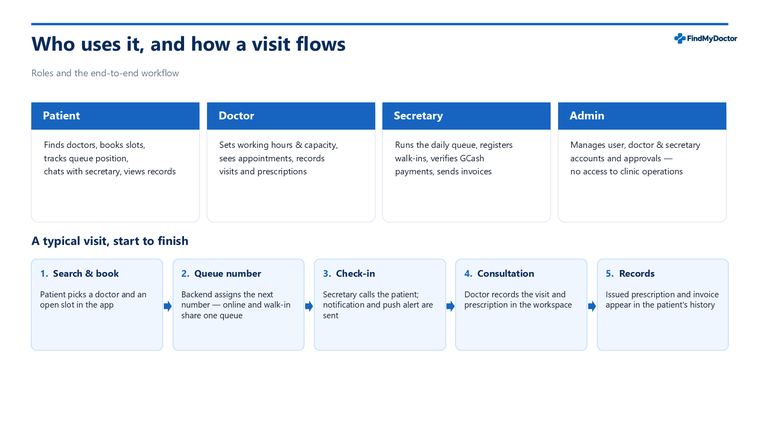 Who uses it, and how a visit flows
FindMyDoctor
Roles and the end-to-end workflow
Patient
Finds doctors, books slots,
tracks queue position,
chats with secretary, views records
Doctor
Sets working hours & capacity,
sees appointments, records
visits and prescriptions
Secretary
Runs the daily queue, registers
walk-ins, verifies GCash
payments, sends invoices
Admin
Manages user, doctor & secretary
accounts and approvals —
no access to clinic operations
A typical visit, start to finish
1. Search & book
Patient picks a doctor and an
open slot in the app
2. Queue number
Backend assigns the next
number — online and walk-in
share one queue
3. Check-in
Secretary calls the patient;
notification and push alert are
sent
4. Consultation
Doctor records the visit and
prescription in the workspace
5. Records
Issued prescription and invoice
appear in the patient's history